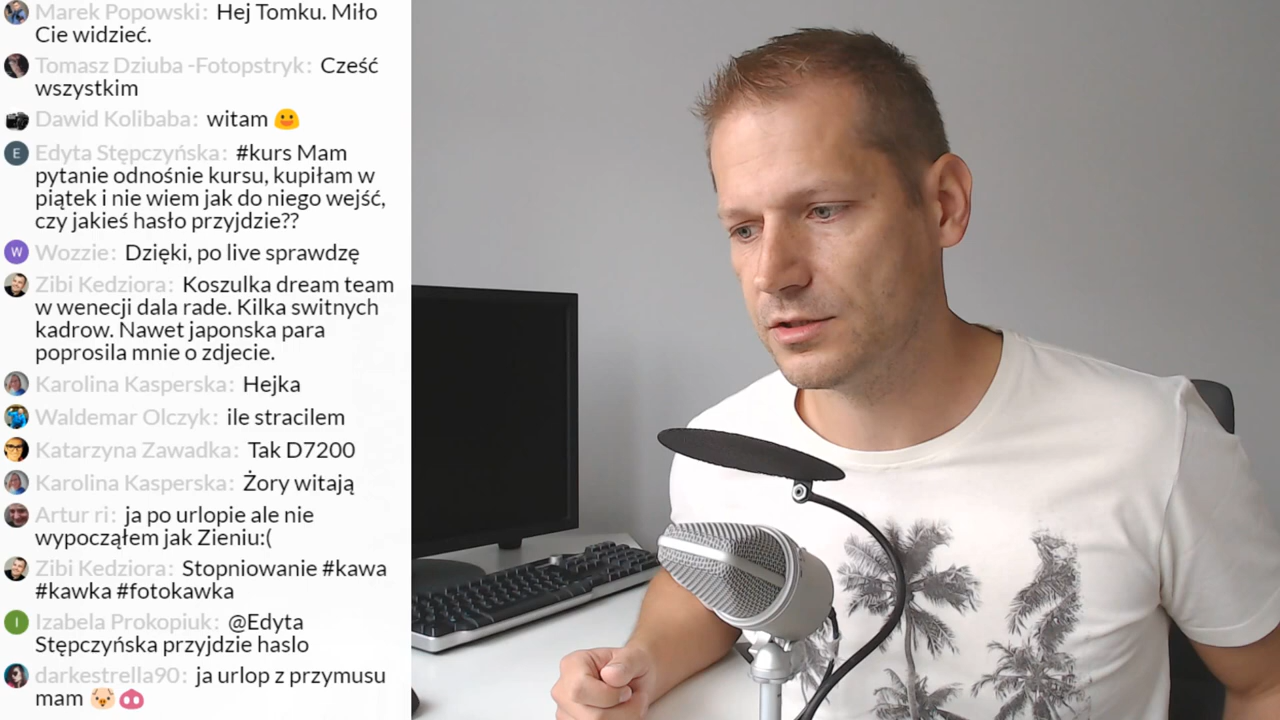 Marek Popowski: Hej Tomku. Miło
Cie widzieć.
Tomasz Dziuba -Fotopstryk: Cześć
wszystkim
Dawid Kolibaba: witam 😃
E Edyta Stępczyńska: #kurs Mam
pytanie odnośnie kursu, kupiłam w
piątek i nie wiem jak do niego wejść,
czy jakieś hasło przyjdzie??
W Wozzie: Dzięki, po live sprawdzę
Zibi Kedziora: Koszulka dream team
w wenecji dala rade. Kilka switnych
kadrow. Nawet japonska para
poprosila mnie o zdjecie.
Karolina Kasperska: Hejka
Waldemar Olczyk: ile stracilem
Katarzyna Zawadka: Tak D7200
Karolina Kasperska: Żory witają
Artur ri: ja po urlopie ale nie
wypocząłem jak Zieniu:(
Zibi Kedziora: Stopniowanie #kawa
#kawka #fotokawka
I Izabela Prokopiuk: @Edyta
Stępczyńska przyjdzie haslo
darkestrella90: ja urlop z przymusu
mam 🐷🐽